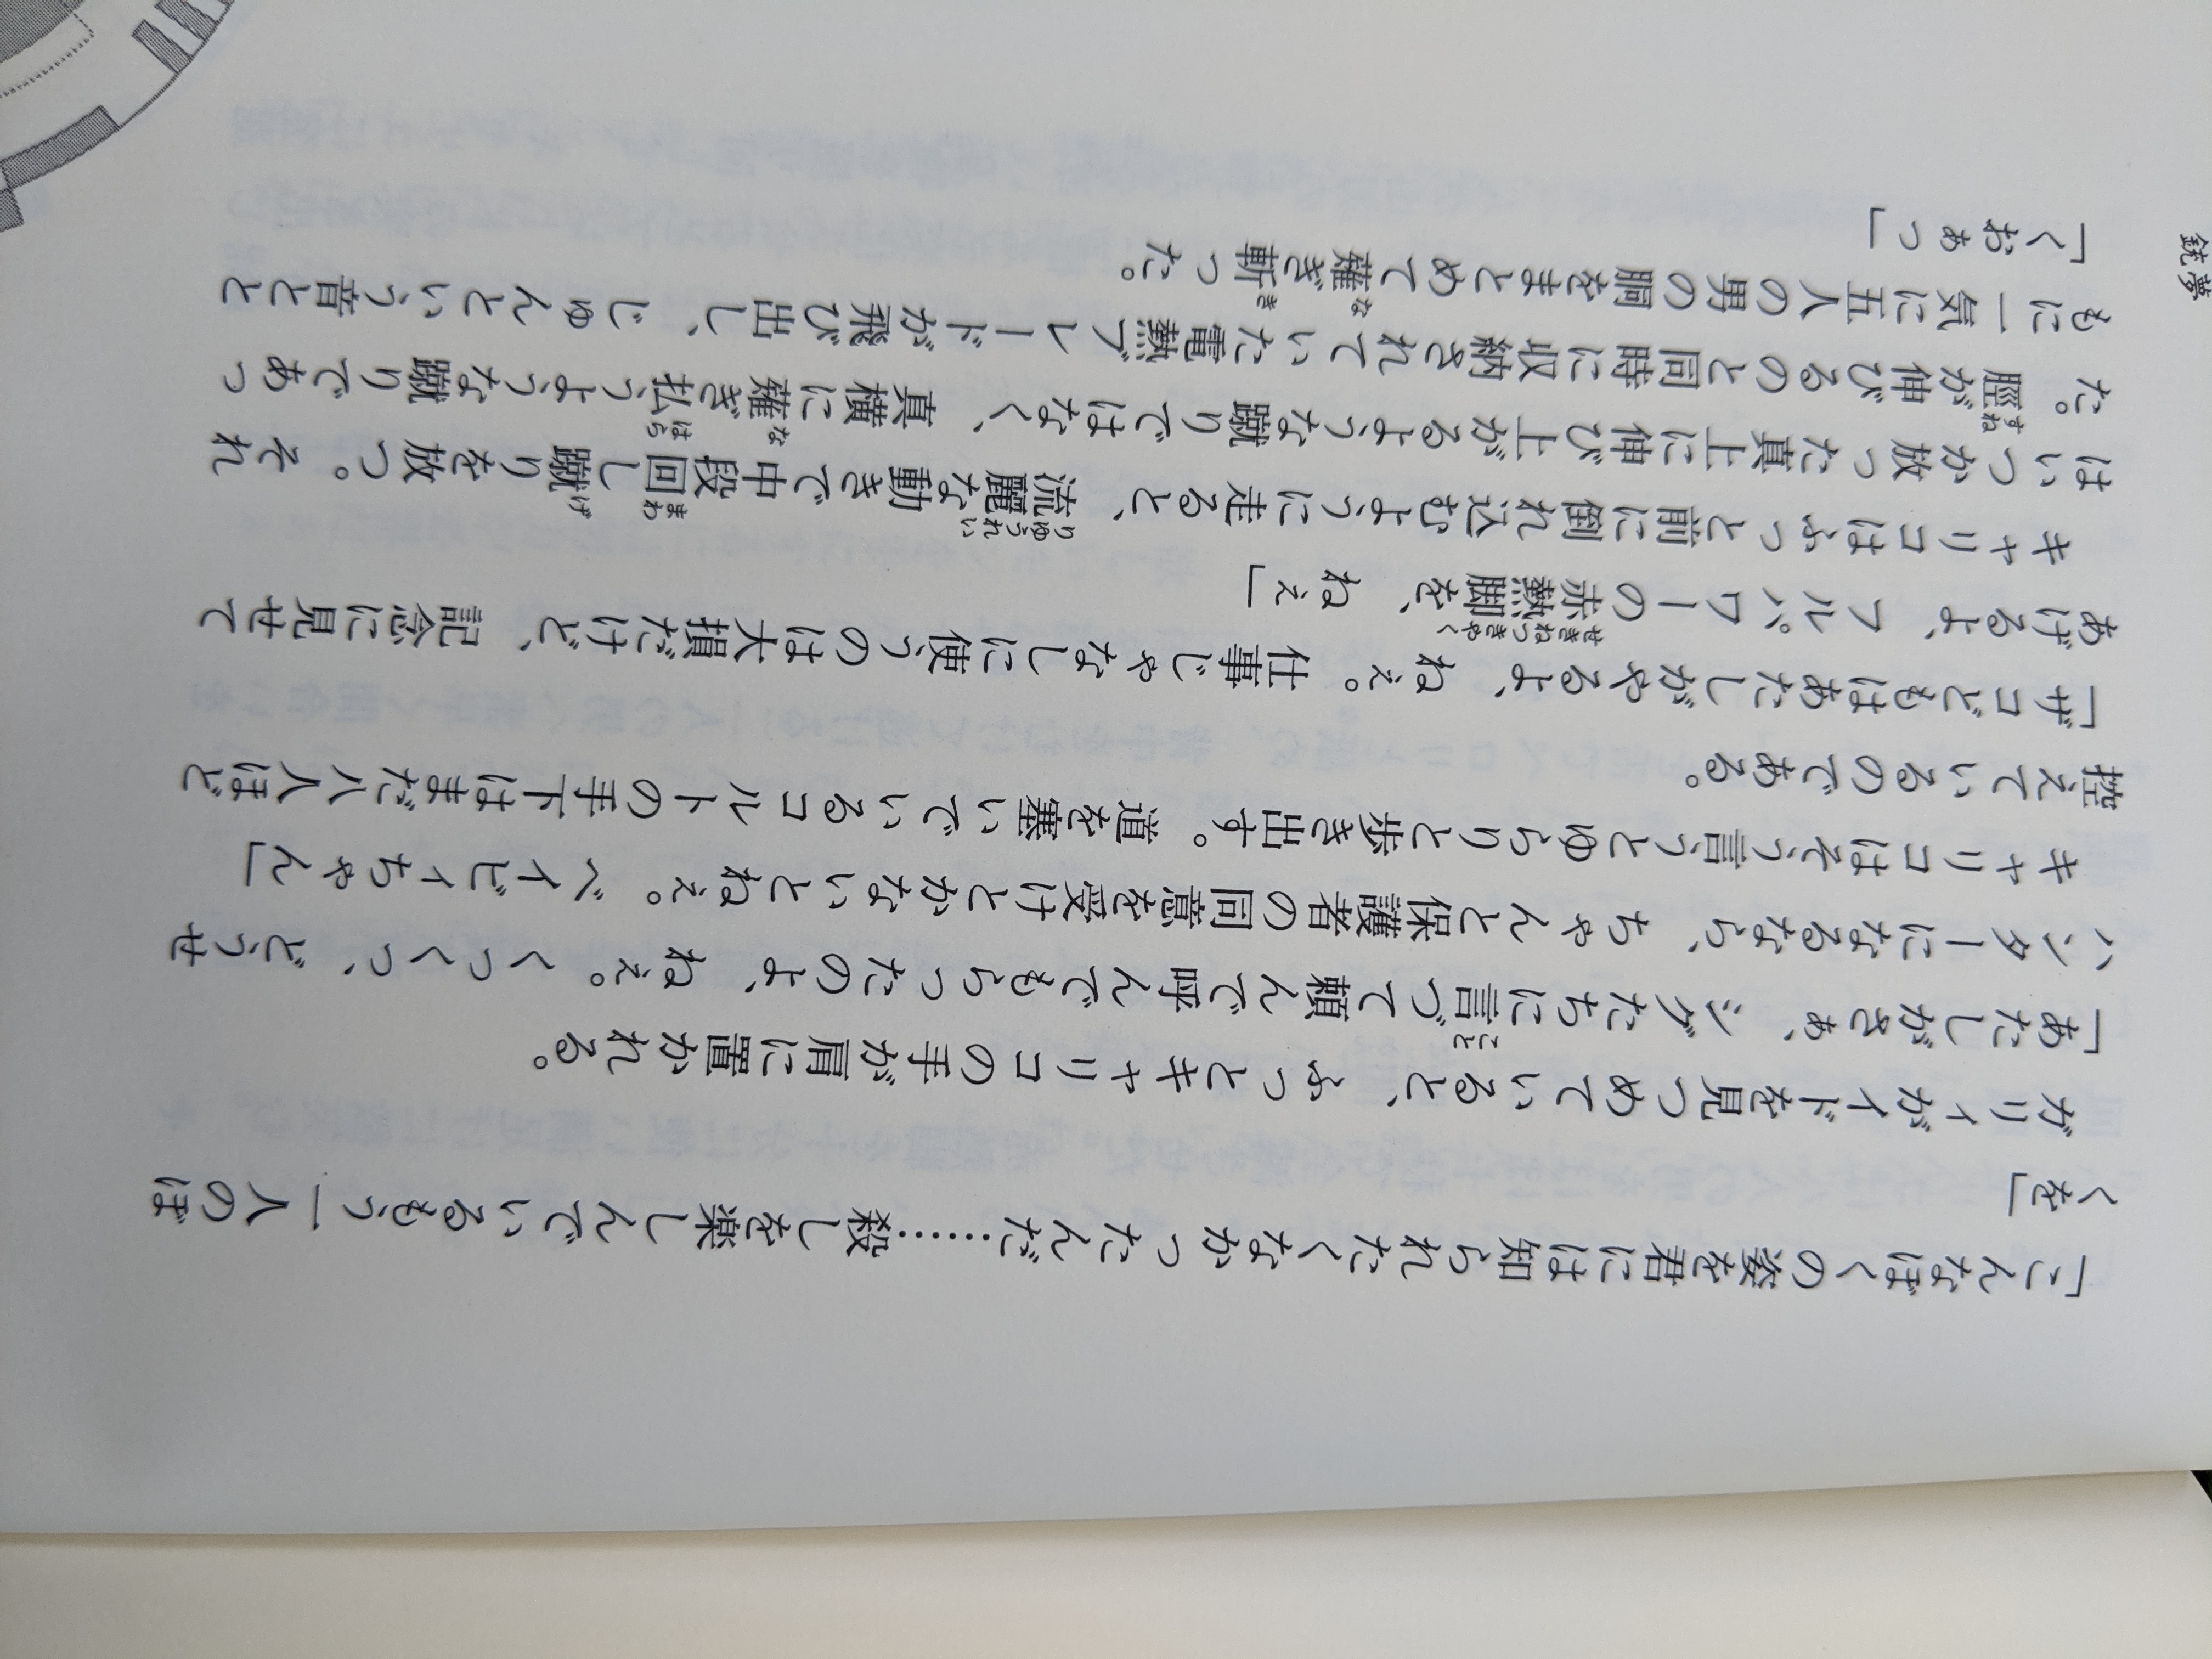 「こんなぼくの姿を君には知られたくなかったんだ……殺しを楽しんでいるもう一人のぼ
くを」
　ガリィがイドを見つめていると、ふっとキャリコの手が肩に置かれる。
「あたしがさぁ、シグたちに言づて頼んで呼んでもらったのよ、ねぇ。くっくっ、どうせ
ハンターになるなら、ちゃんと保護者の同意を受けとかないとねぇ。ベイビィちゃん」
　キャリコはそう言うとゆらりと歩き出す。道を塞いでいるコルトの手下はまだ八人ほど
控えているのである。
「ザコどもはあたしがやるよ、ねぇ。仕事じゃなしに使うのは大損だけど、記念に見せて
あげるよ、フルパワーの赤熱脚を、ねぇ」
　キャリコはふっと前に倒れ込むように走ると、流麗な動きで中段回し蹴りを放つ。それ
はいつか放った真上に伸び上がるような蹴りではなく、真横に薙ぎ払うような蹴りであっ
た。脛が伸びるのと同時に収納されていた電熱ブレードが飛び出し、じゅんという音とと
もに一気に五人の男の胴をまとめて薙ぎ斬った。
「くおぁっ」
銃夢